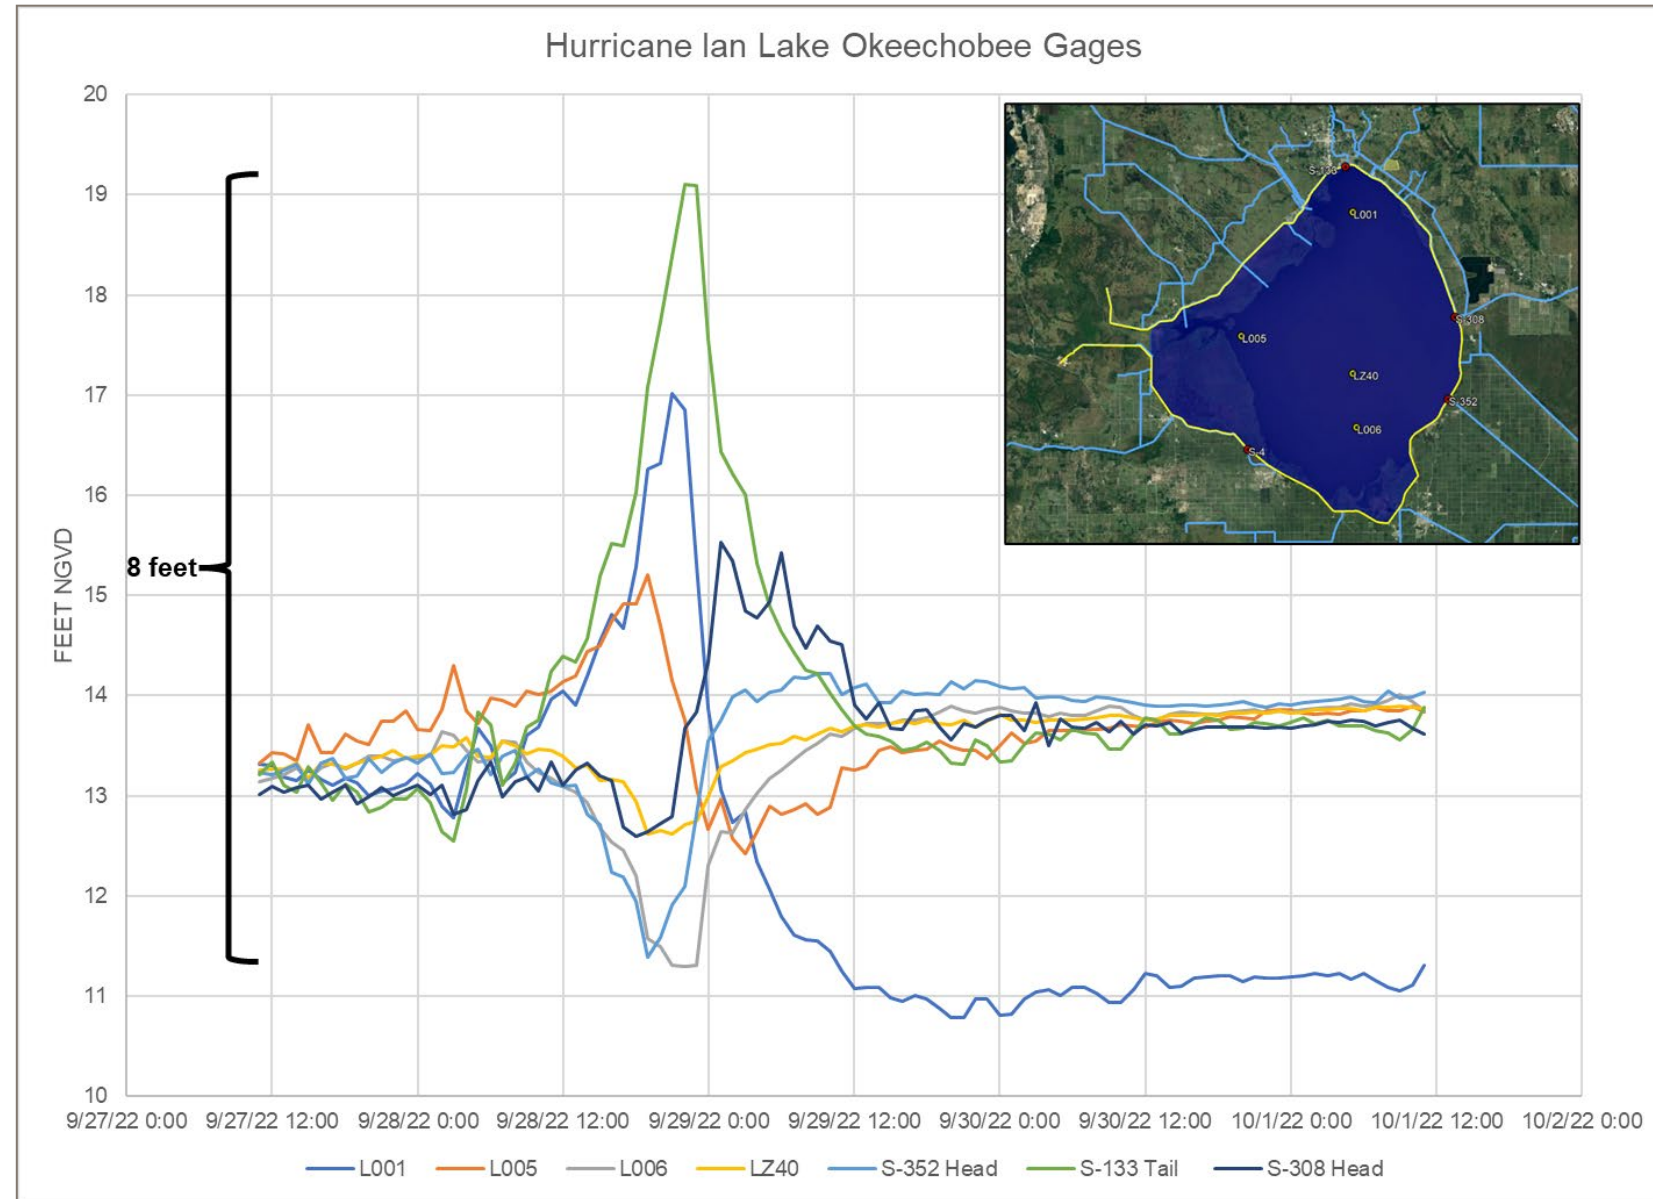 Hurricane Ian Lake Okeechobee Gages
FEET NGVD
20
19
18
17
16
15
14
13
12
11
10
8 feet
S-133
L001
S-308
L005
LZ40
S-352
L006
S-4
9/27/22 0:00
9/27/22 12:00
9/28/22 0:00
9/28/22 12:00
9/29/22 0:00
9/29/22 12:00
9/30/22 0:00
9/30/22 12:00
10/1/22 0:00
10/1/22 12:00
10/2/22 0:00
L001
L005
L006
LZ40
S-352 Head
S-133 Tail
S-308 Head